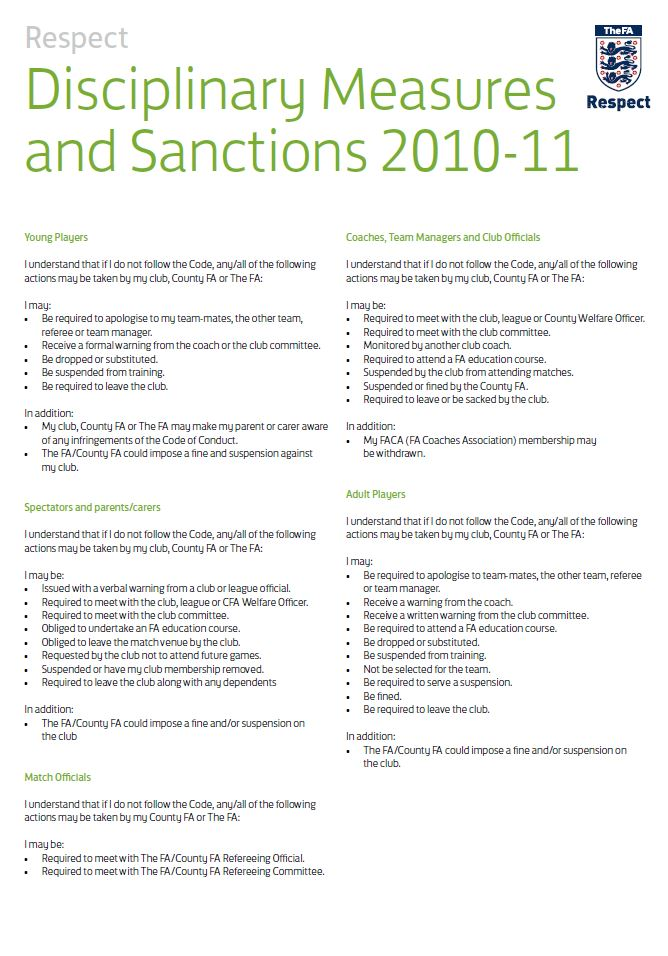 Respect
Disciplinary Measures
and Sanctions 2010-11
TheFA
Respect
Young Players
I understand that if I do not follow the Code, any/all of the following
actions may be taken by my club, County FA or The FA:
I may:
• Be required to apologise to my team-mates, the other team,
referee or team manager.
• Receive a formal warning from the coach or the club committee.
• Be dropped or substituted.
• Be suspended from training.
• Be required to leave the club.
In addition:
• My club, County FA or The FA may make my parent or carer aware
of any infringements of the Code of Conduct.
• The FA/County FA could impose a fine and suspension against
my club.
Spectators and parents/carers
I understand that if I do not follow the Code, any/all of the following
actions may be taken by my club, County FA or The FA:
I may be:
• Issued with a verbal warning from a club or league official.
• Required to meet with the club, league or CFA Welfare Officer.
• Required to meet with the club committee.
• Obliged to undertake an FA education course.
• Obliged to leave the match venue by the club.
• Requested by the club not to attend future games.
• Suspended or have my club membership removed.
• Required to leave the club along with any dependents
In addition:
• The FA/County FA could impose a fine and/or suspension on
the club
Match Officials
I understand that if I do not follow the Code, any/all of the following
actions may be taken by my County FA or The FA:
I may be:
• Required to meet with The FA/County FA Refereeing Official.
• Required to meet with The FA/County FA Refereeing Committee.
Coaches, Team Managers and Club Officials
I understand that if I do not follow the Code, any/all of the following
actions may be taken by my club, County FA or The FA:
I may be:
• Required to meet with the club, league or County Welfare Officer.
• Required to meet with the club committee.
• Monitored by another club coach.
• Required to attend a FA education course.
• Suspended by the club from attending matches.
• Suspended or fined by the County FA.
• Required to leave or be sacked by the club.
In addition:
• My FACA (FA Coaches Association) membership may
be withdrawn.
Adult Players
I understand that if I do not follow the Code, any/all of the following
actions may be taken by my club, County FA or The FA:
I may:
• Be required to apologise to team-mates, the other team, referee
or team manager.
• Receive a warning from the coach.
• Receive a written warning from the club committee.
• Be required to attend a FA education course.
• Be dropped or substituted.
• Be suspended from training.
• Not be selected for the team.
• Be required to serve a suspension.
• Be fined.
• Be required to leave the club.
In addition:
• The FA/County FA could impose a fine and/or suspension on
the club.